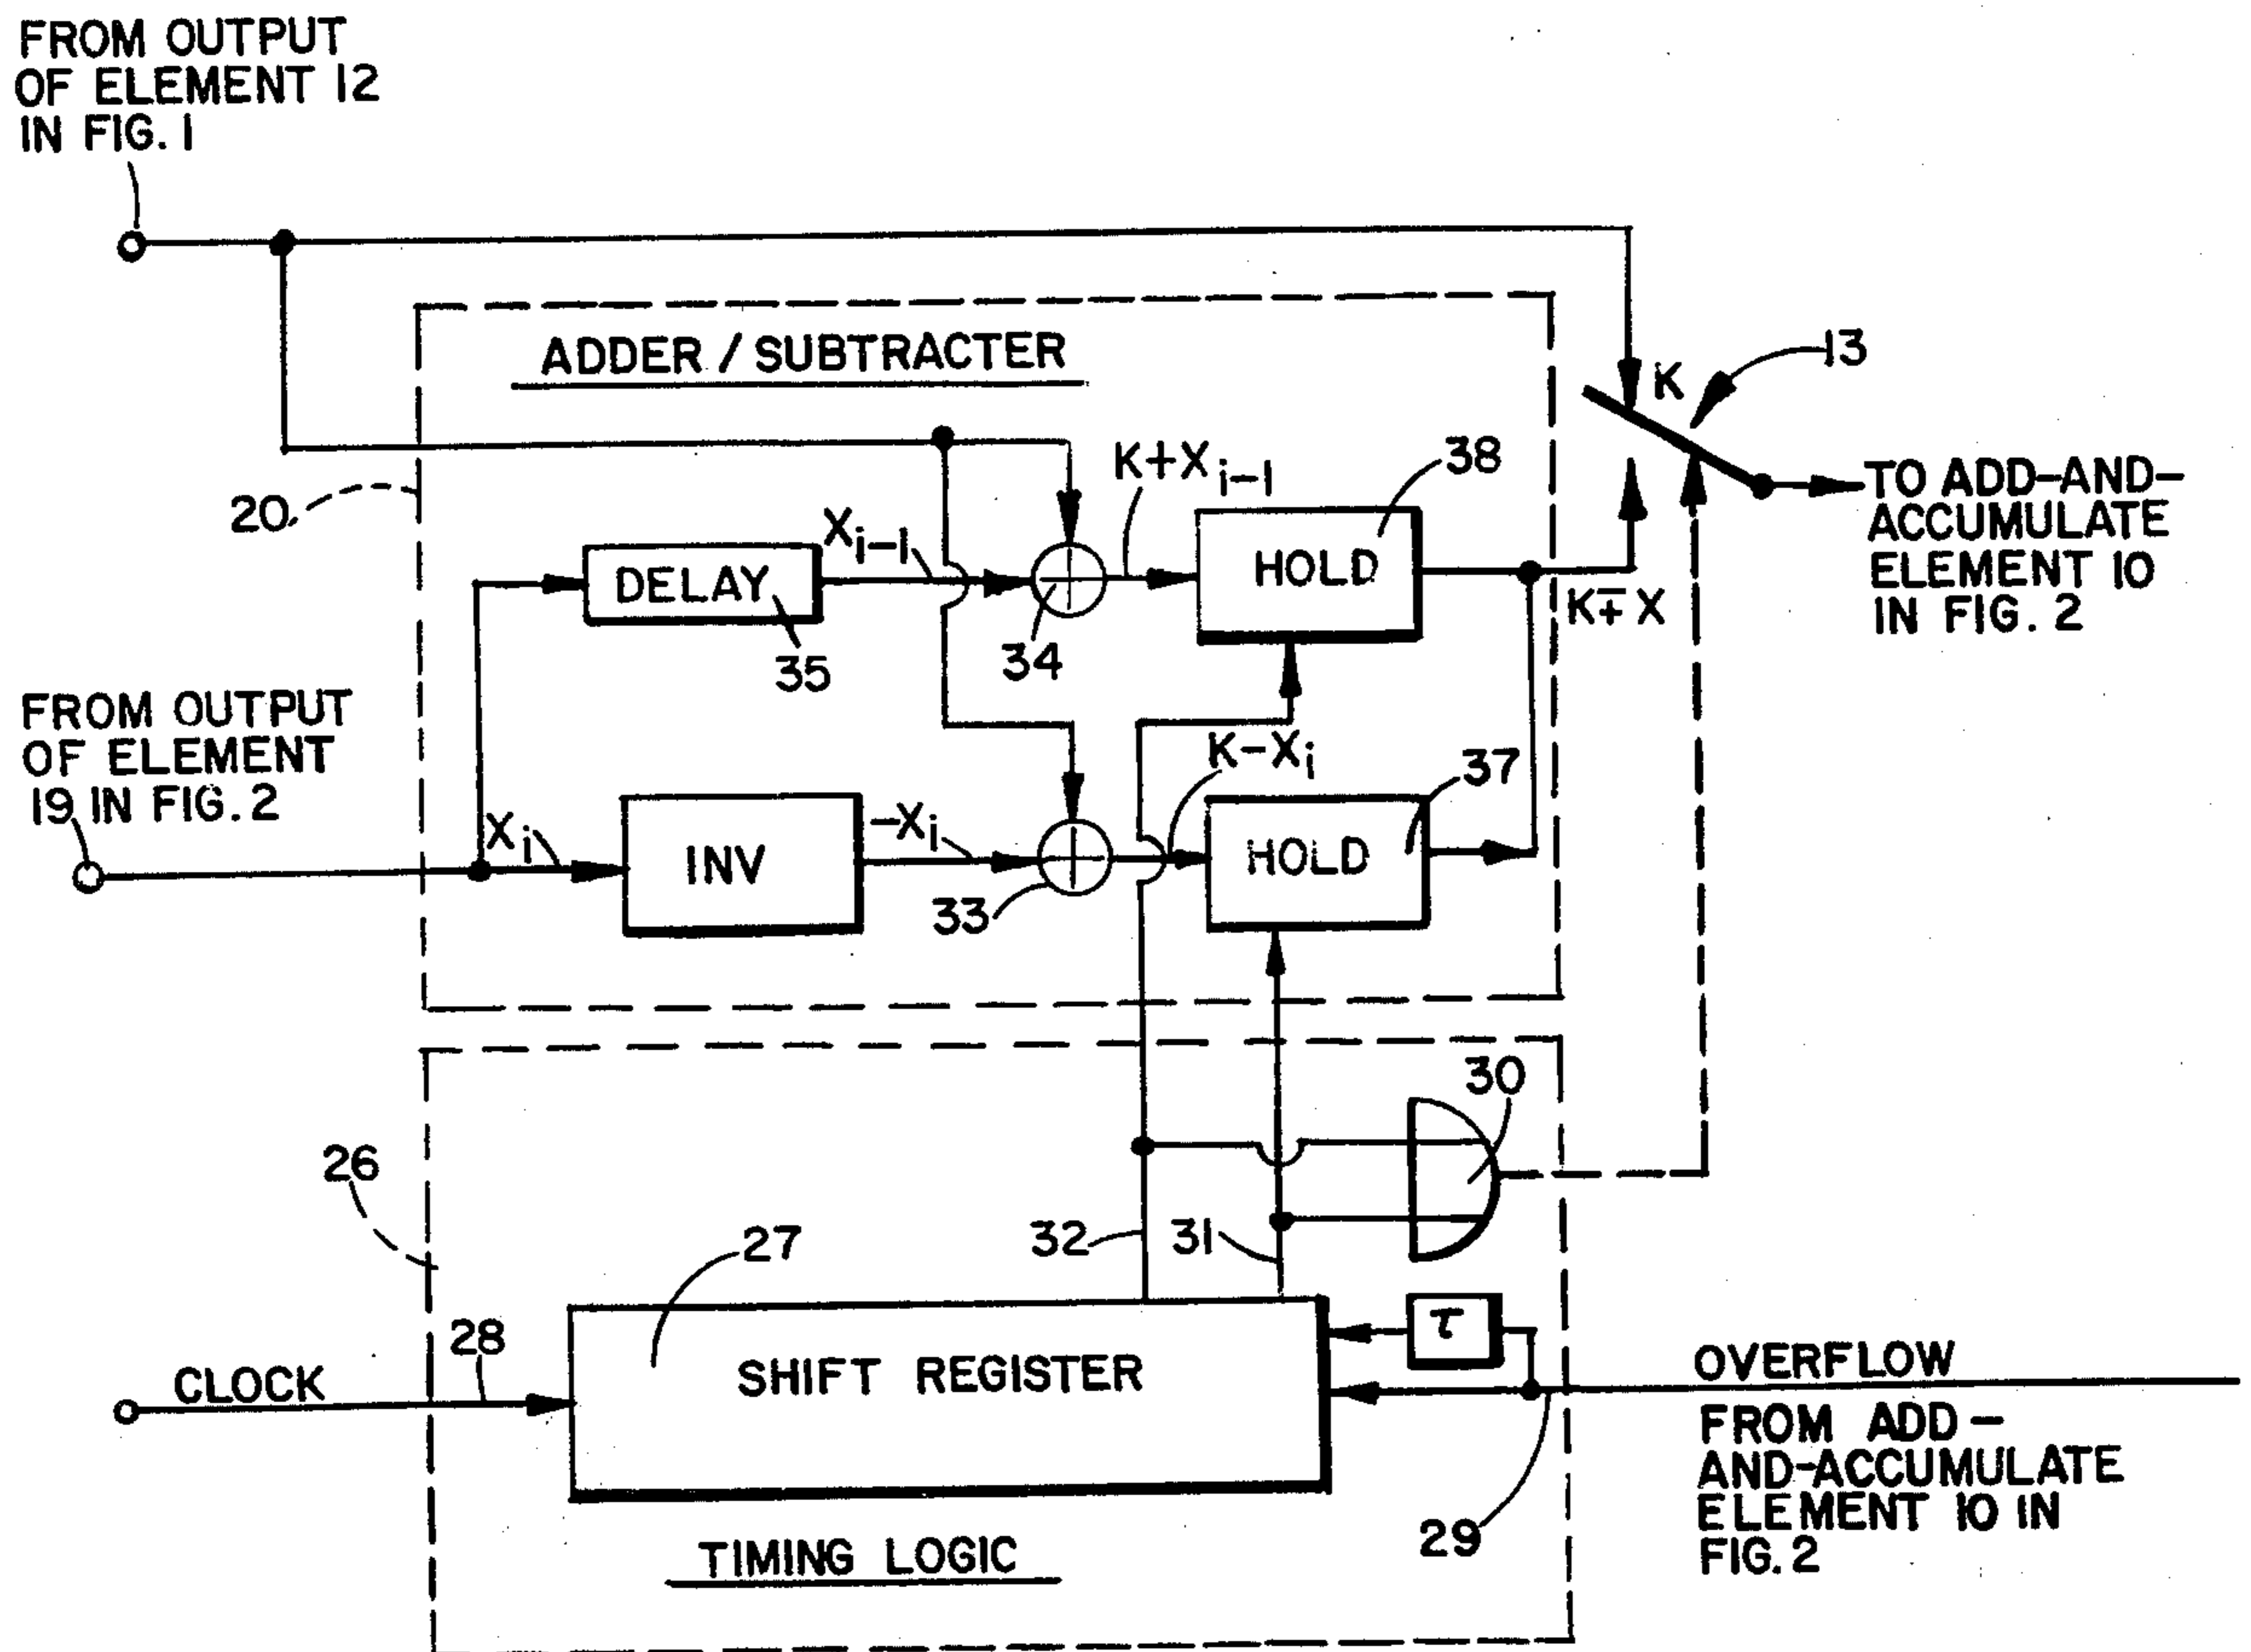 FROM OUTPUT
OF ELEMENT 12
IN FIG. 1
ADDER / SUBTRACTER
K
13
20
K+Xi-1
38
TO ADD-AND-
ACCUMULATE
ELEMENT 10
IN FIG. 2
Xi-1
DELAY
HOLD
K∓X
35
34
FROM OUTPUT
OF ELEMENT
19 IN FIG. 2
K-Xi
37
Xi
INV
-Xi
HOLD
33
30
26
27
32
31
28
CLOCK
SHIFT REGISTER
τ
OVERFLOW
FROM ADD-
AND-ACCUMULATE
ELEMENT 10 IN
FIG. 2
29
TIMING LOGIC